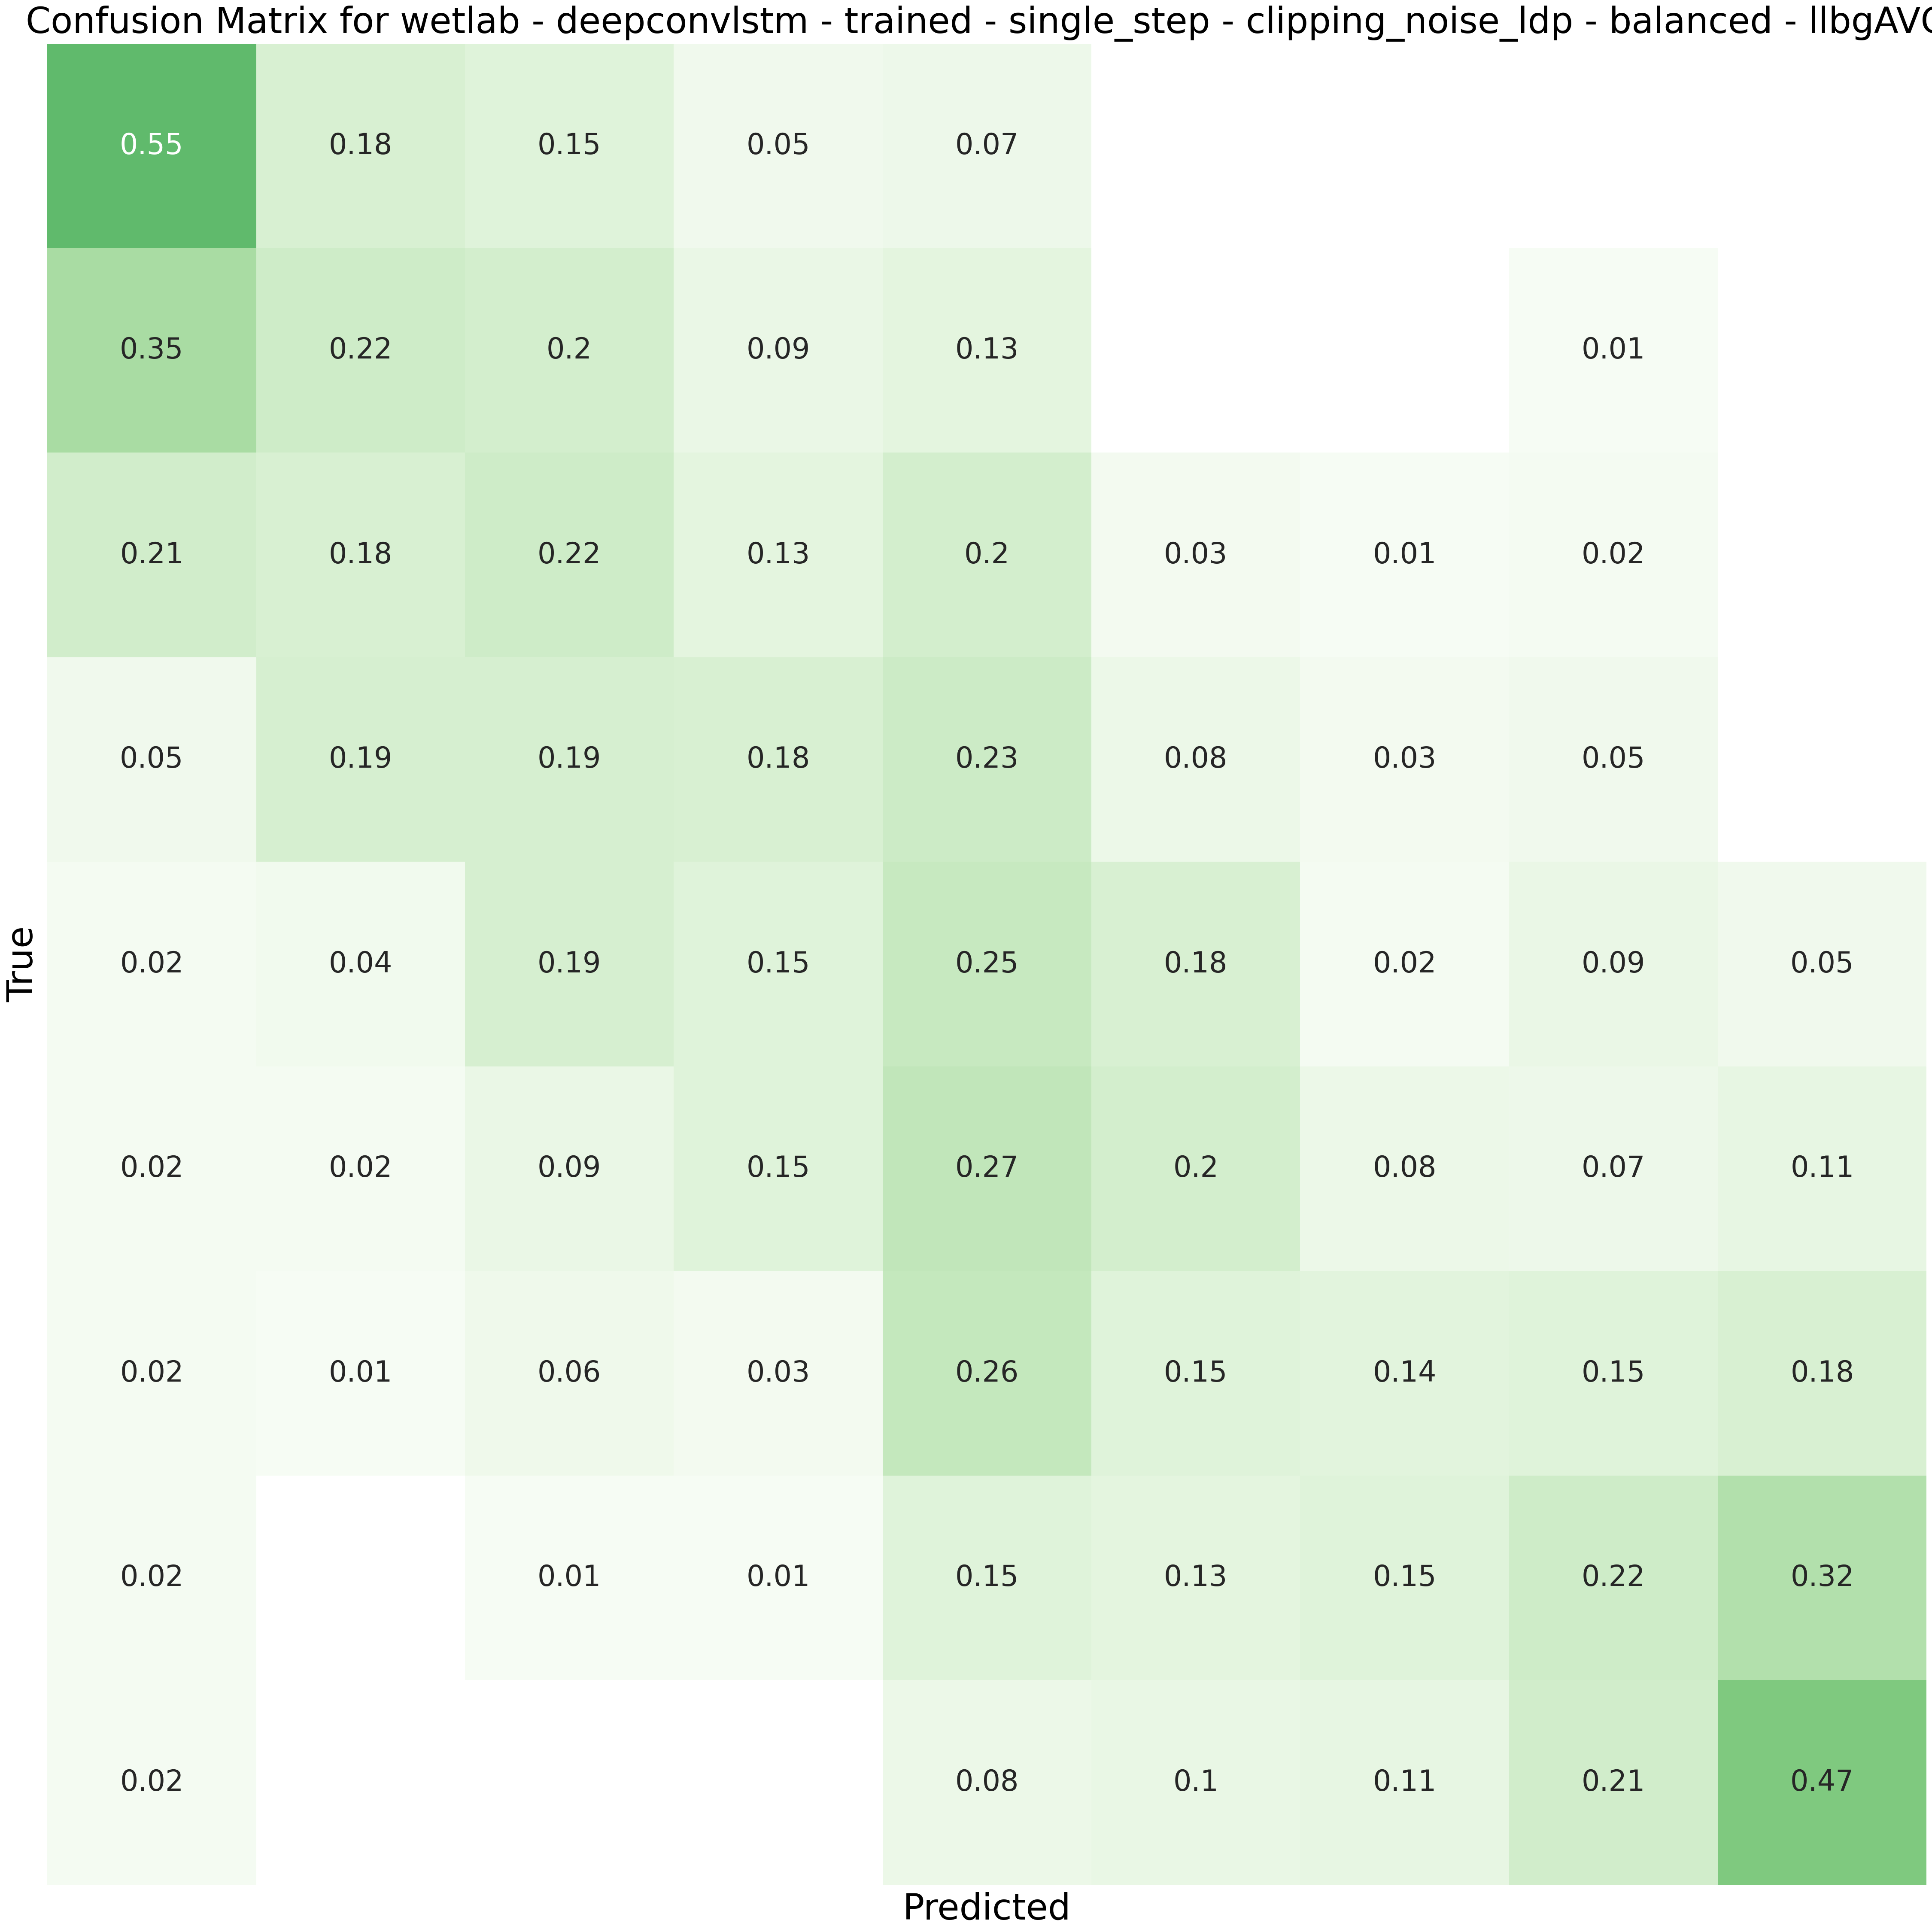 Confusion Matrix for wetlab - deepconvlstm - trained - single_step - clipping_noise_ldp - balanced - llbgAVG
0.55 0.18 0.15 0.05 0.07
0.35 0.22 0.2 0.09 0.13 0.01
0.21 0.18 0.22 0.13 0.2 0.03 0.01 0.02
0.05 0.19 0.19 0.18 0.23 0.08 0.03 0.05
True
0.02 0.04 0.19 0.15 0.25 0.18 0.02 0.09 0.05
0.02 0.02 0.09 0.15 0.27 0.2 0.08 0.07 0.11
0.02 0.01 0.06 0.03 0.26 0.15 0.14 0.15 0.18
0.02 0.01 0.01 0.15 0.13 0.15 0.22 0.32
0.02 0.08 0.1 0.11 0.21 0.47
Predicted